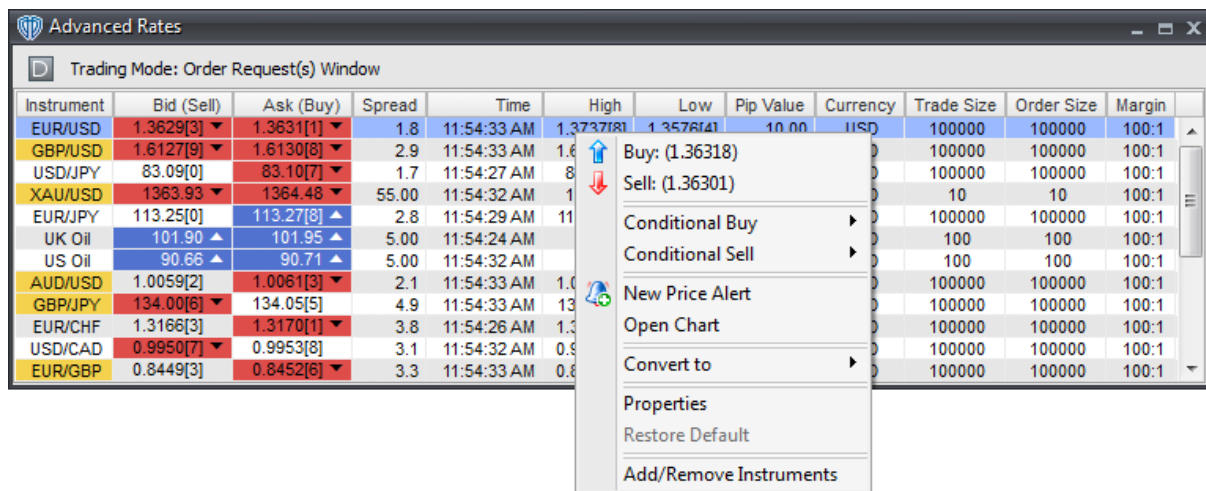 Advanced Rates
D Trading Mode: Order Request(s) Window
Instrument Bid (Sell) Ask (Buy) Spread Time High Low Pip Value Currency Trade Size Order Size Margin
EUR/USD 1.3629[3] ▼ 1.3631[1] ▼ 1.8 11:54:33 AM 1.3737[8] 1.3576[4] 10.00 USD 100000 100000 100:1
GBP/USD 1.6127[9] ▼ 1.6130[8] ▼ 2.9 11:54:33 AM 100000 100000 100:1
USD/JPY 83.09[0] 83.10[7] ▼ 1.7 11:54:27 AM 100000 100000 100:1
XAU/USD 1363.93 ▼ 1364.48 ▼ 55.00 11:54:32 AM 10 10 100:1
EUR/JPY 113.25[0] 113.27[8] ▲ 2.8 11:54:29 AM 100000 100000 100:1
UK Oil 101.90 ▲ 101.95 ▲ 5.00 11:54:24 AM 100 100 100:1
US Oil 90.66 ▲ 90.71 ▲ 5.00 11:54:32 AM 100 100 100:1
AUD/USD 1.0059[2] 1.0061[3] ▼ 2.1 11:54:33 AM 100000 100000 100:1
GBP/JPY 134.00[6] ▼ 134.05[5] 4.9 11:54:33 AM 100000 100000 100:1
EUR/CHF 1.3166[3] 1.3170[1] ▼ 3.8 11:54:26 AM 100000 100000 100:1
USD/CAD 0.9950[7] ▼ 0.9953[8] 3.1 11:54:32 AM 100000 100000 100:1
EUR/GBP 0.8449[3] 0.8452[6] ▼ 3.3 11:54:33 AM 100000 100000 100:1
Buy: (1.36318)
Sell: (1.36301)
Conditional Buy
Conditional Sell
New Price Alert
Open Chart
Convert to
Properties
Restore Default
Add/Remove Instruments